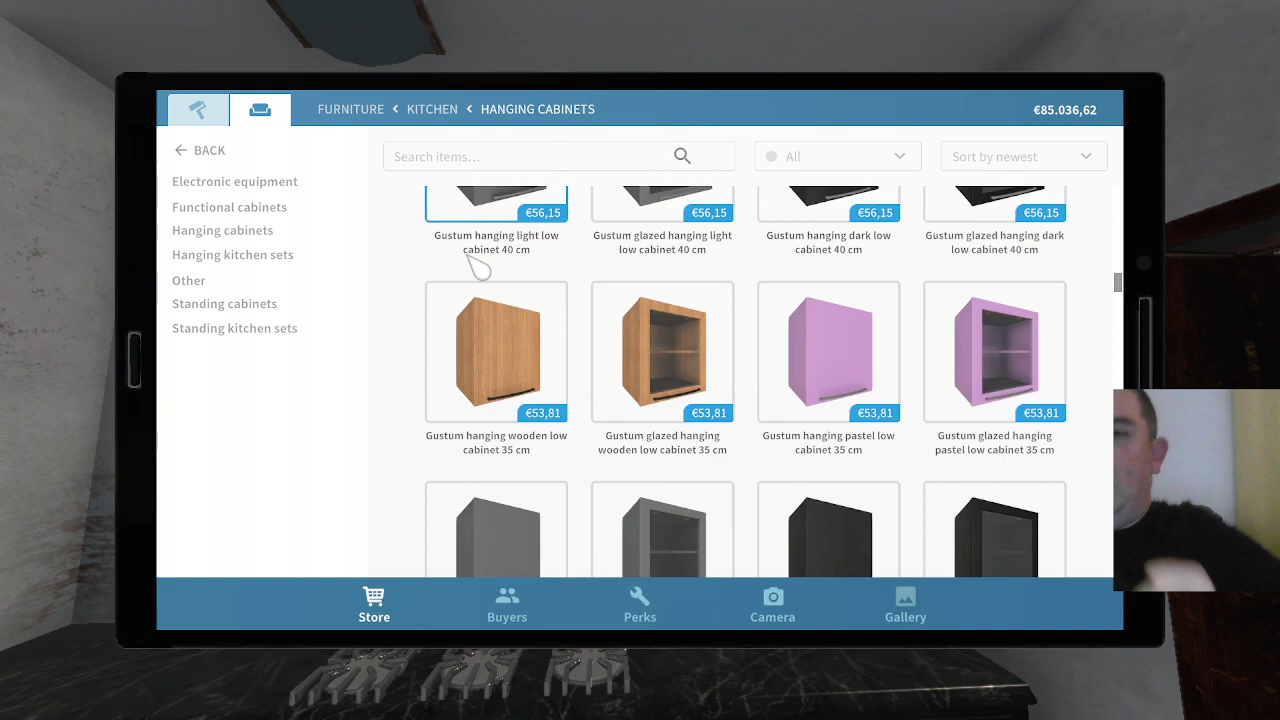 FURNITURE < KITCHEN < HANGING CABINETS
€85.036,62
BACK
Search items...
All
Sort by newest
Electronic equipment
Functional cabinets
Hanging cabinets
Hanging kitchen sets
Other
Standing cabinets
Standing kitchen sets
€56,15
€56,15
€56,15
€56,15
Gustum hanging light low
cabinet 40 cm
Gustum glazed hanging light
low cabinet 40 cm
Gustum hanging dark low
cabinet 40 cm
Gustum glazed hanging dark
low cabinet 40 cm
€53,81
€53,81
€53,81
€53,81
Gustum hanging wooden low
cabinet 35 cm
Gustum glazed hanging
wooden low cabinet 35 cm
Gustum hanging pastel low
cabinet 35 cm
Gustum glazed hanging
pastel low cabinet 35 cm
Store
Buyers
Perks
Camera
Gallery